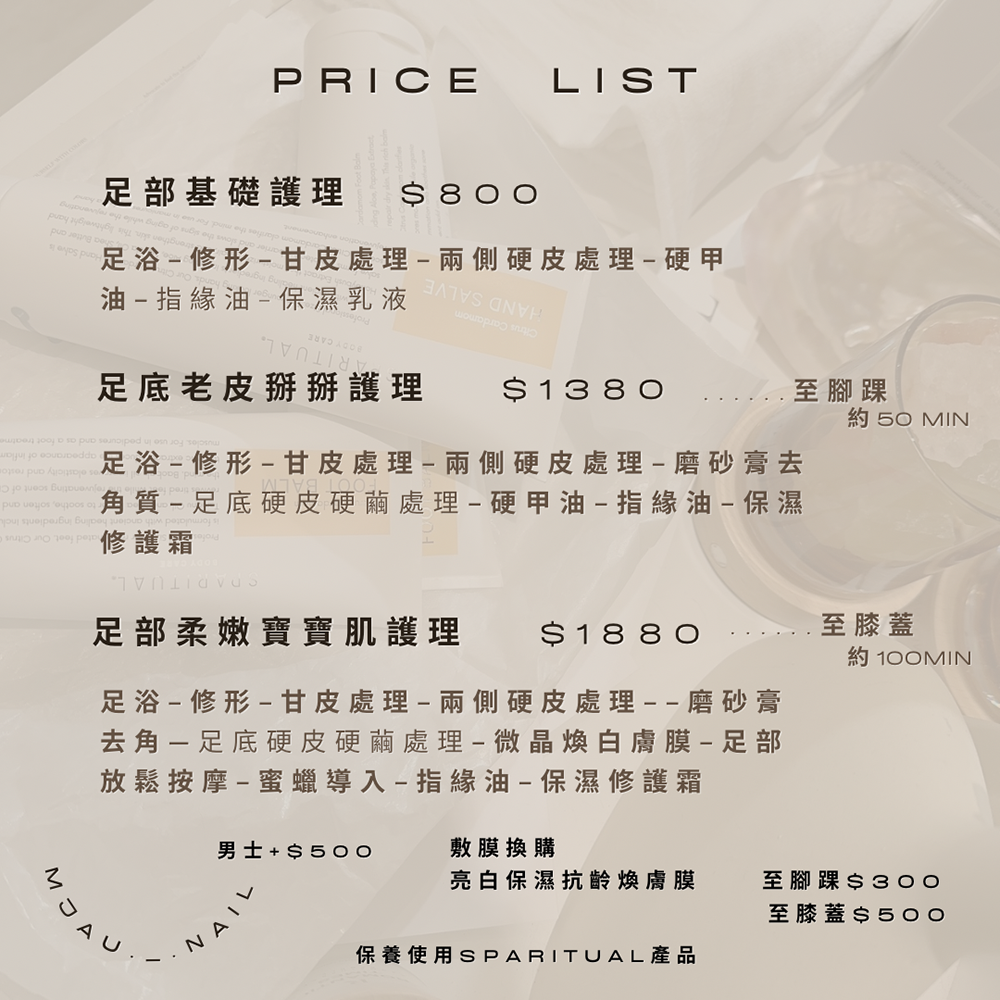 PRICE LIST
足部基礎護理 $800
足浴–修形–甘皮處理–兩側硬皮處理–硬甲
油–指緣油–保濕乳液
足底老皮掰掰護理 $1380 ......至腳踝
約 50 MIN
足浴–修形–甘皮處理–兩側硬皮處理–磨砂膏去
角質–足底硬皮硬繭處理–硬甲油–指緣油–保濕
修護霜
足部柔嫩寶寶肌護理 $1880 ......至膝蓋
約 100MIN
足浴–修形–甘皮處理–兩側硬皮處理––磨砂膏
去角—足底硬皮硬繭處理–微晶煥白膚膜–足部
放鬆按摩–蜜蠟導入–指緣油–保濕修護霜
男士+$500
敷膜換購
亮白保濕抗齡煥膚膜 至腳踝$300
至膝蓋$500
MJAU._.NAIL
保養使用SPARITUAL產品
HAND SALVE
Citrus Cardamom
SPARITUAL
BODY CARE
FOOT BALM
SPARITUAL